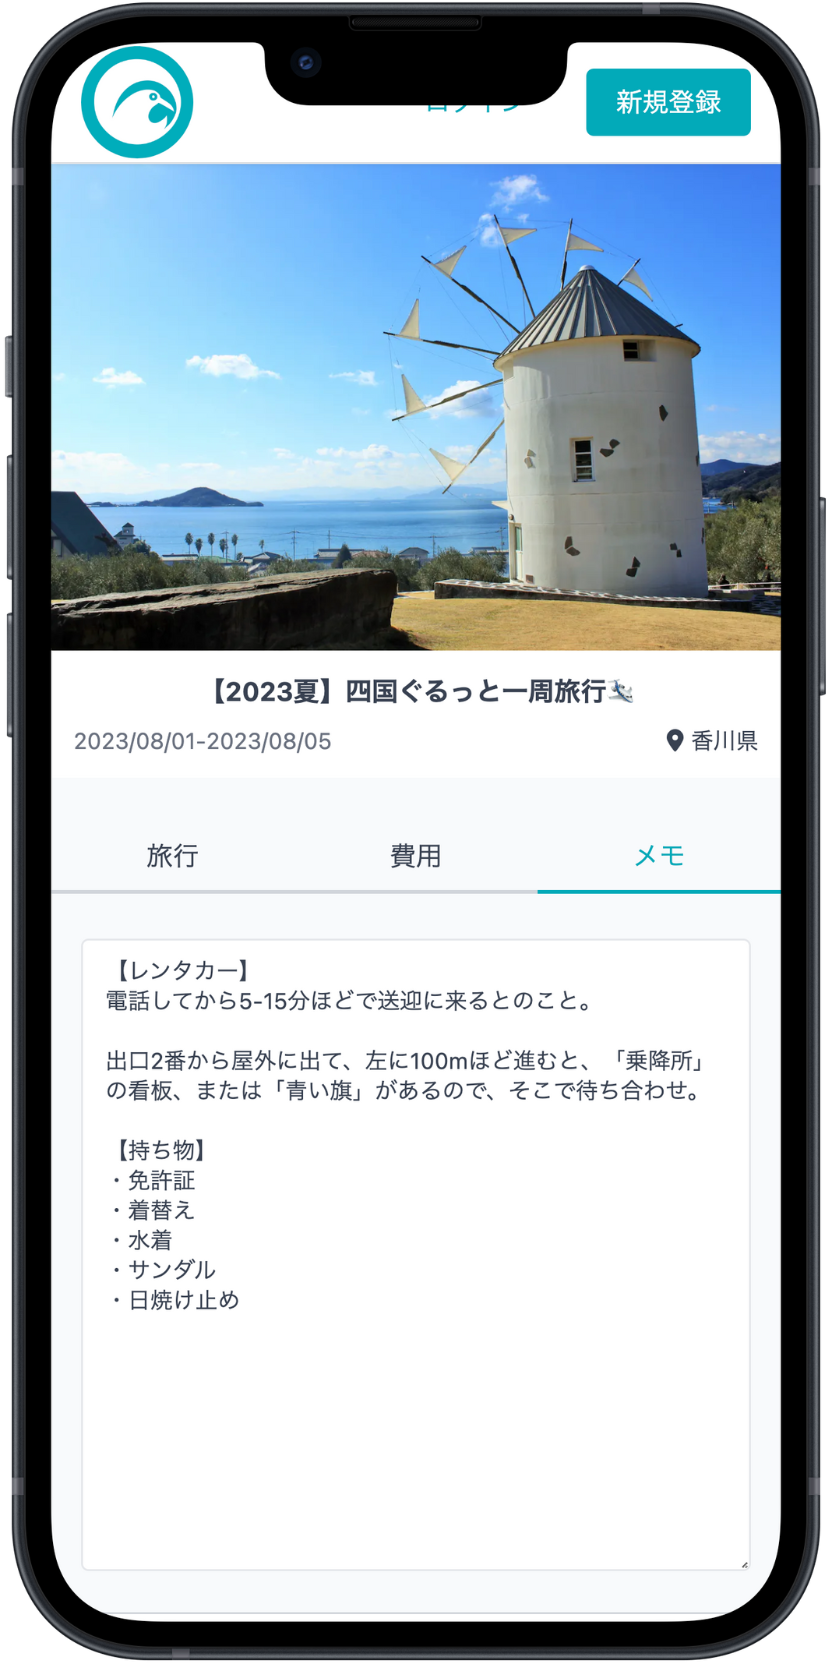 新規登録
【2023夏】四国ぐるっと一周旅行🛬
2023/08/01-2023/08/05
香川県
旅行
費用
メモ
【レンタカー】
電話してから5-15分ほどで送迎に来るとのこと。
出口2番から屋外に出て、左に100mほど進むと、「乗降所」
の看板、または「青い旗」があるので、そこで待ち合わせ。
【持ち物】
・免許証
・着替え
・水着
・サンダル
・日焼け止め